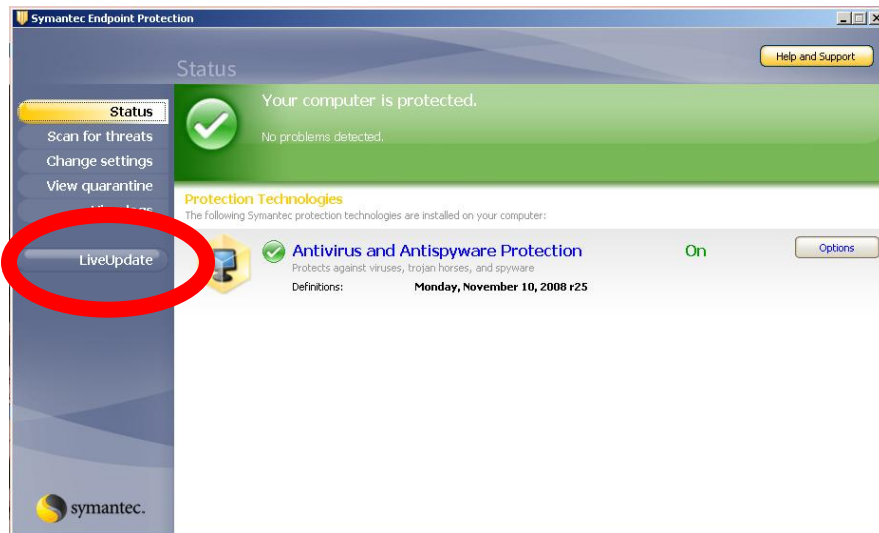 Symantec Endpoint Protection
Status
Help and Support
Status
Scan for threats
Change settings
View quarantine
LiveUpdate
symantec.
Your computer is protected.
No problems detected.
Protection Technologies
The following Symantec protection technologies are installed on your computer:
Antivirus and Antispyware Protection
On
Options
Protects against viruses, trojan horses, and spyware
Definitions: Monday, November 10, 2008 r25